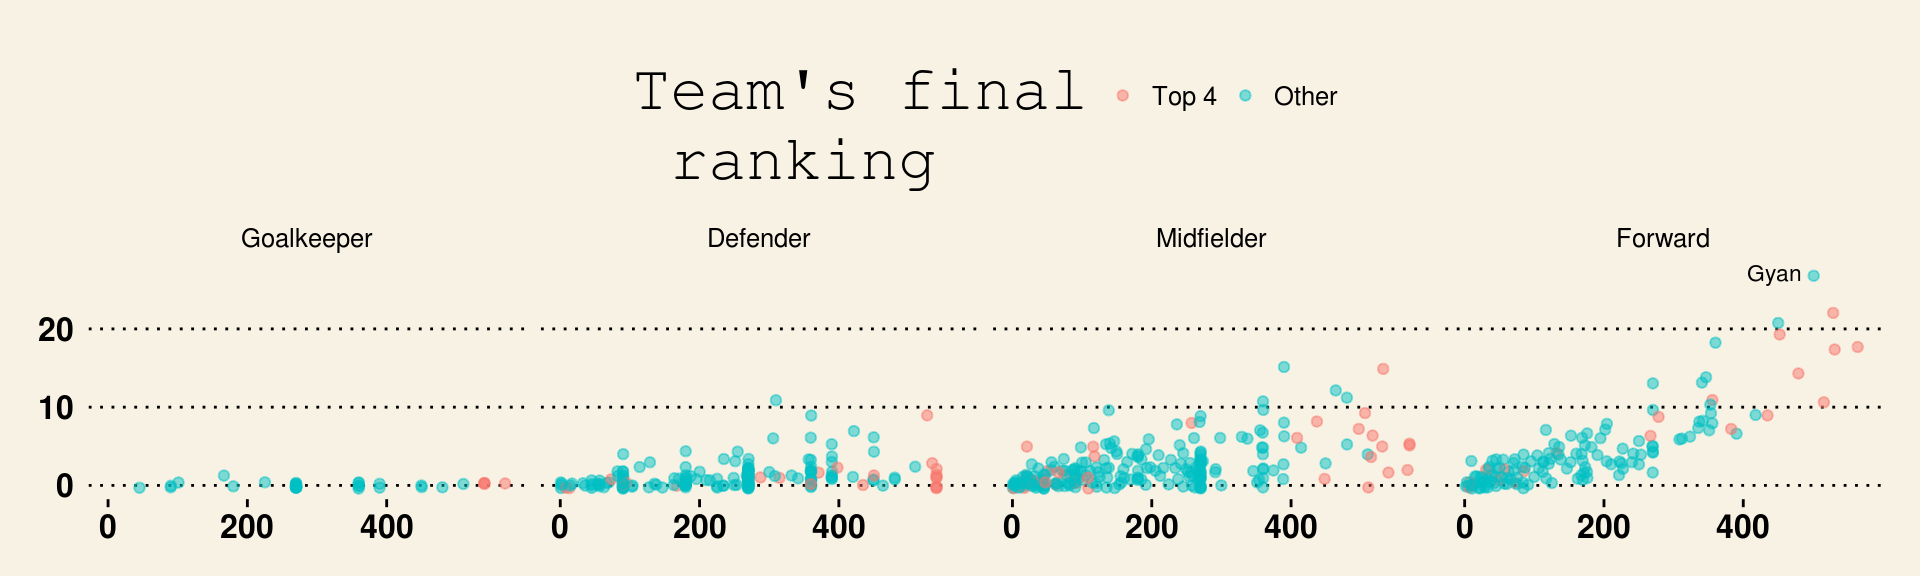 Team's final Top 4 Other
ranking
Goalkeeper Defender Midfielder Forward
Gyan
20
10
0
0 200 400 0 200 400 0 200 400 0 200 400